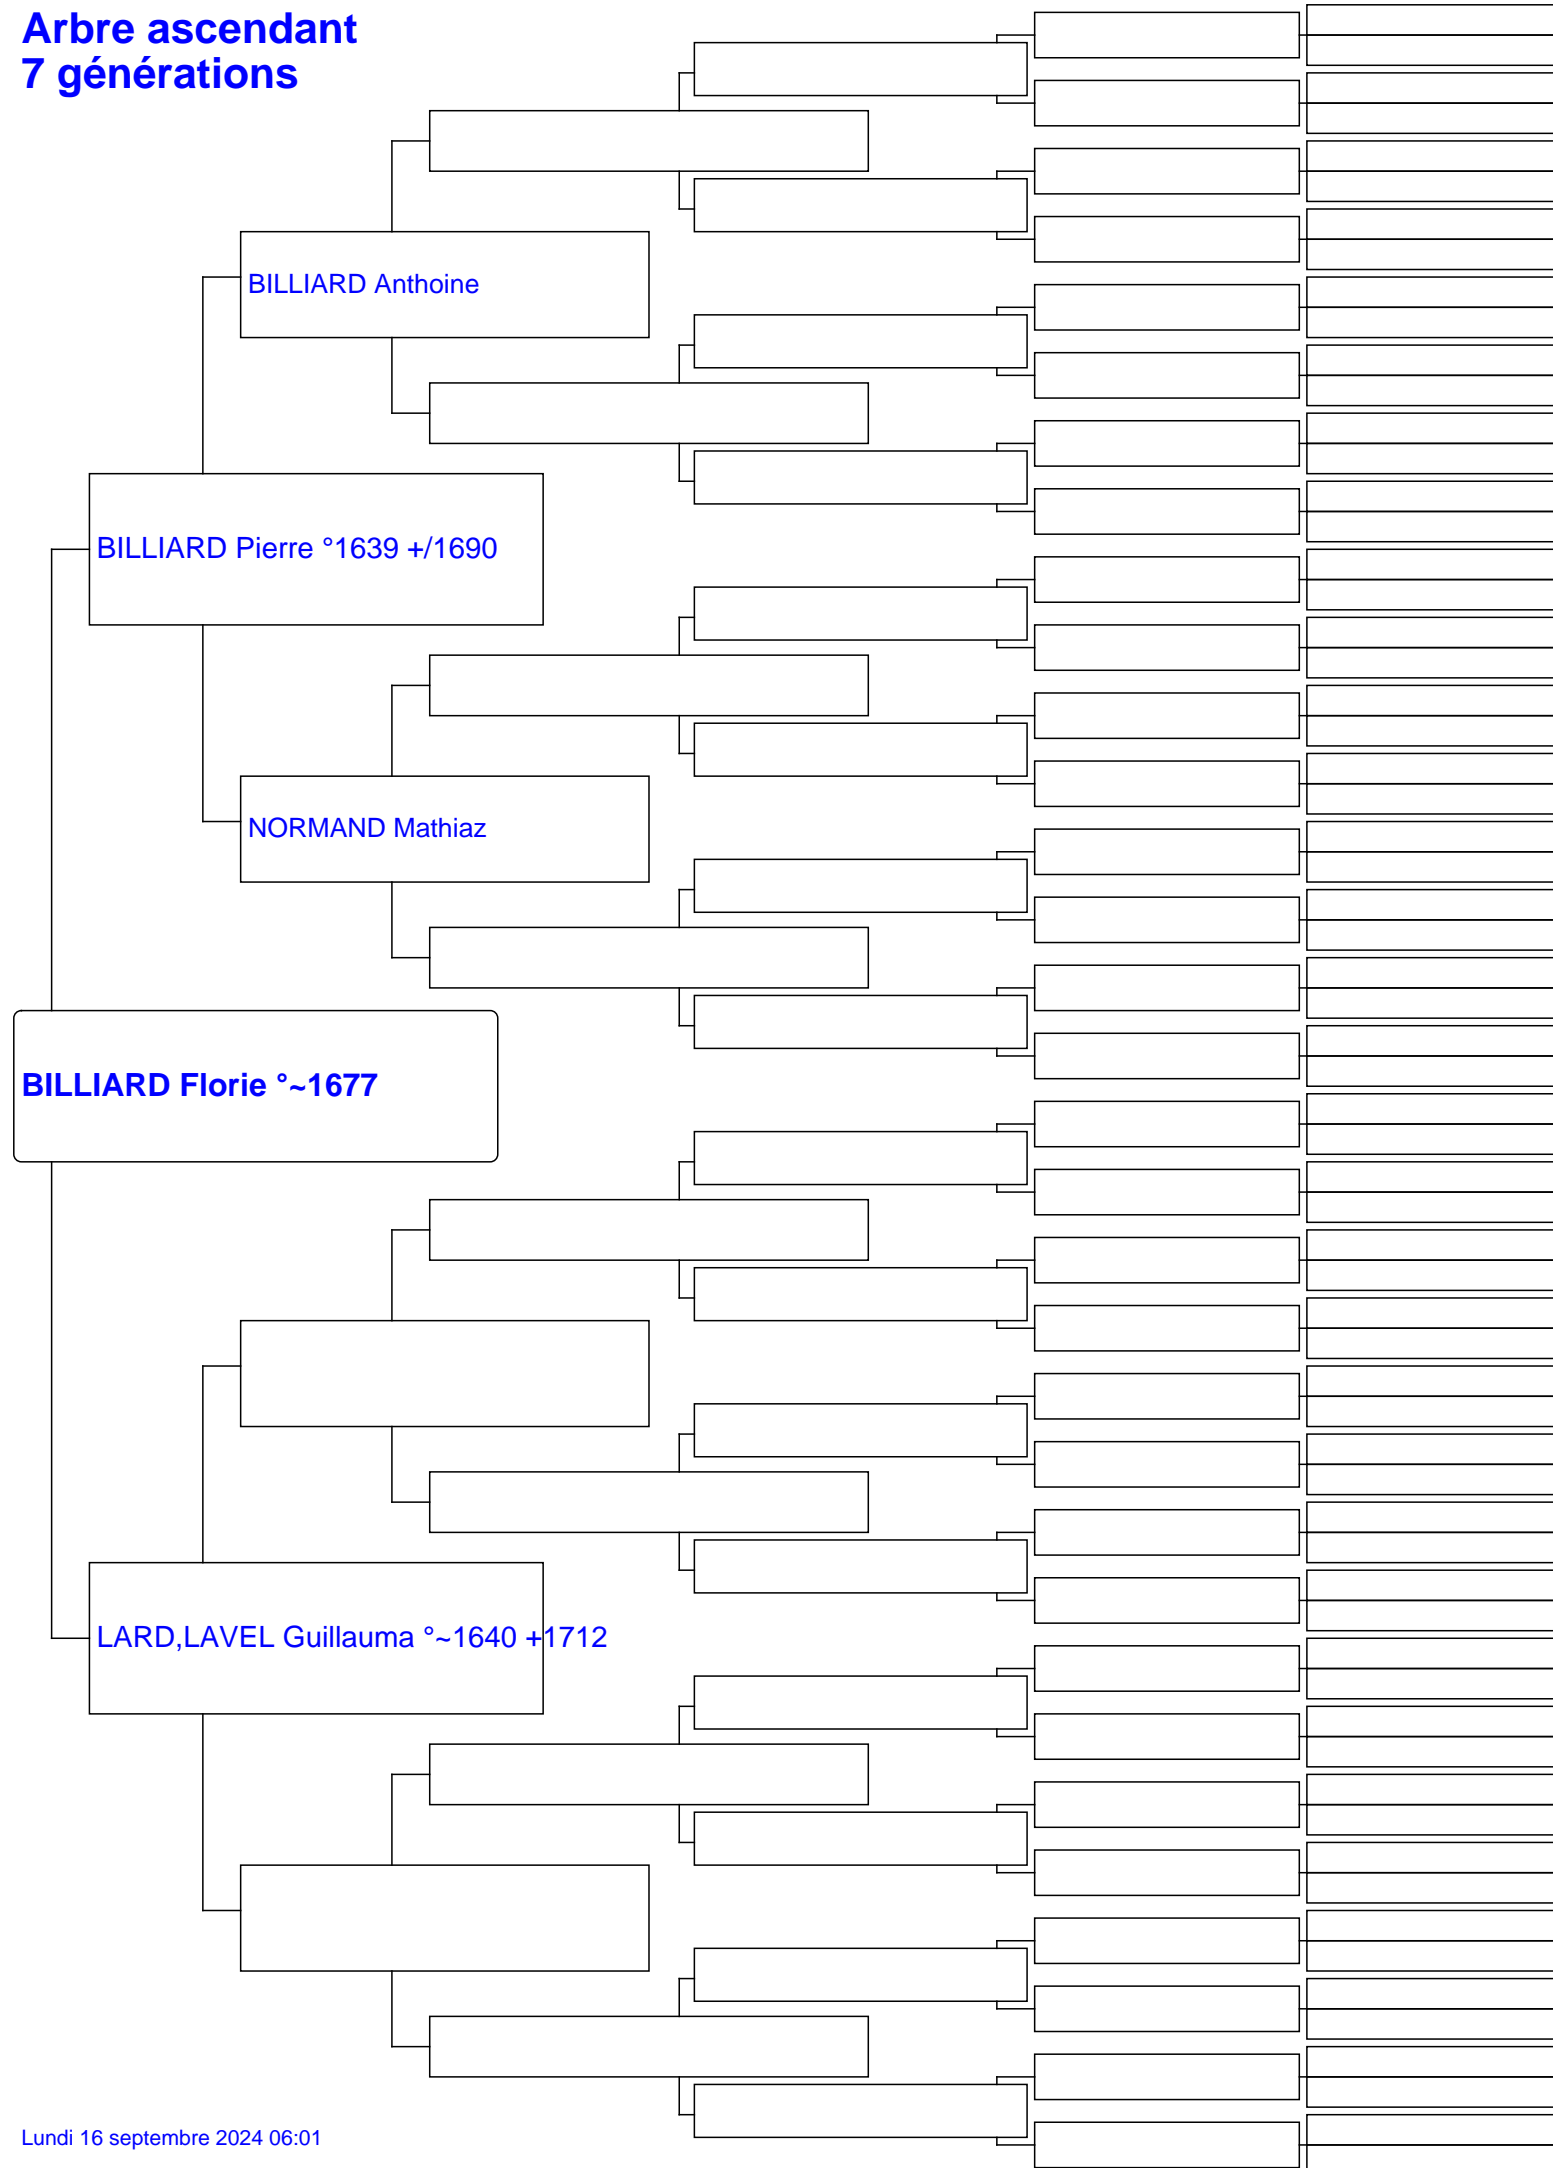 Arbre ascendant
7 générations
BILLIARD Anthoine
BILLIARD Pierre °1639 +/1690
NORMAND Mathiaz
BILLIARD Florie °~1677
LARD,LAVEL Guillauma °~1640 +1712
Lundi 16 septembre 2024 06:01